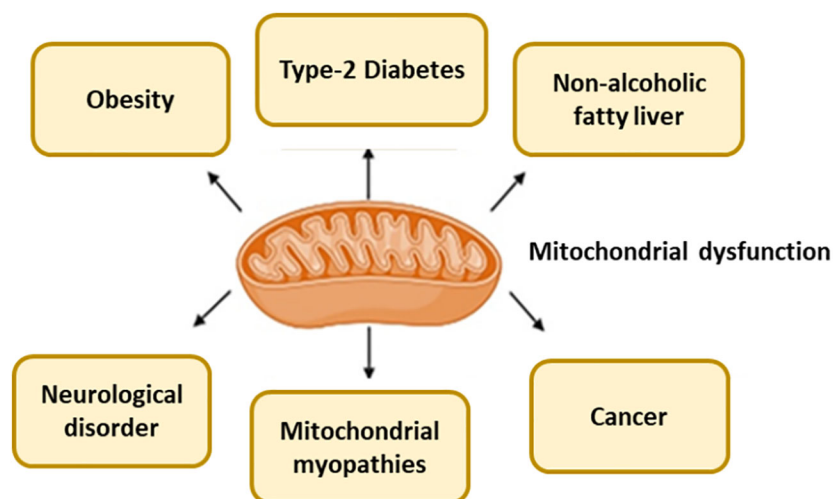 Obesity
Type-2 Diabetes
Non-alcoholic
fatty liver
Mitochondrial dysfunction
Neurological
disorder
Mitochondrial
myopathies
Cancer